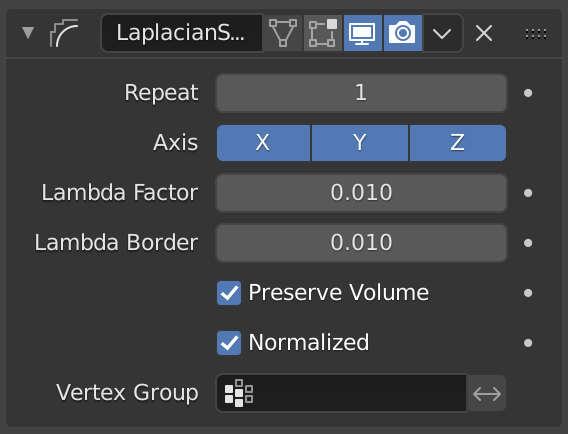 LaplacianS...
Repeat 1
Axis X Y Z
Lambda Factor 0.010
Lambda Border 0.010
Preserve Volume
Normalized
Vertex Group